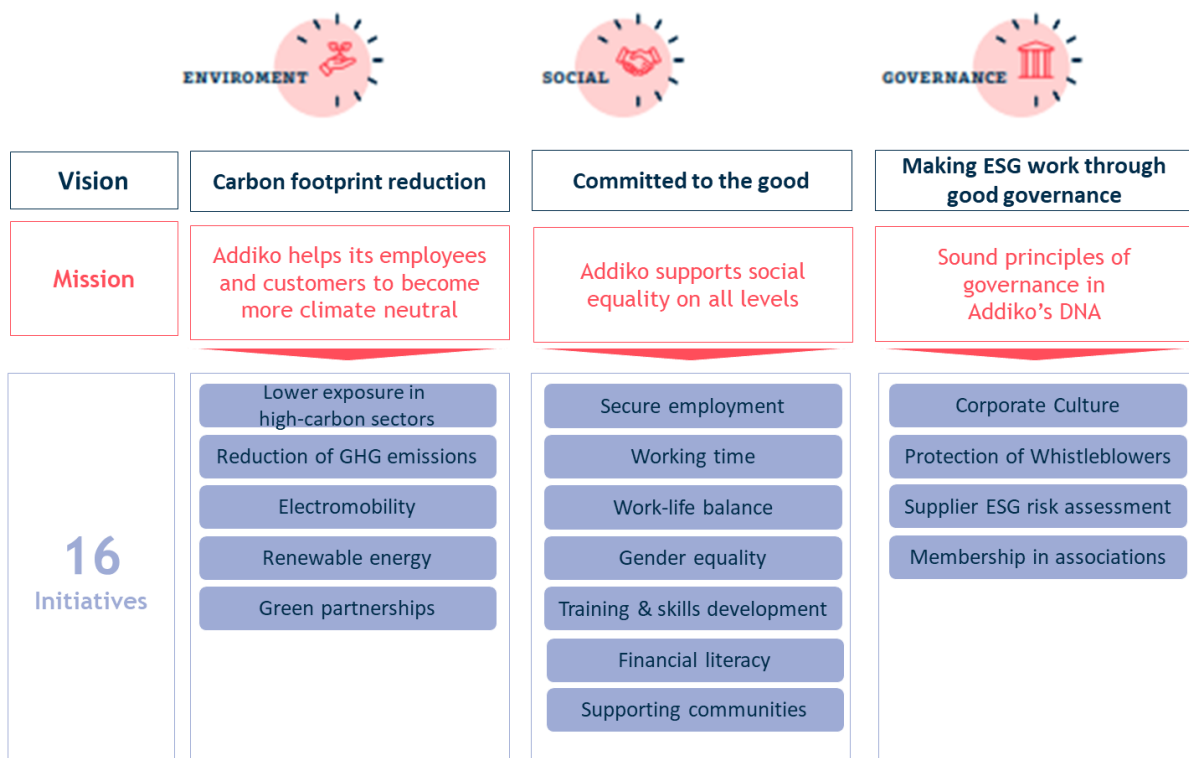 ENVIROMENT
SOCIAL
GOVERNANCE
Vision
Carbon footprint reduction
Committed to the good
Making ESG work through
good governance
Mission
Addiko helps its employees
and customers to become
more climate neutral
Addiko supports social
equality on all levels
Sound principles of
governance in
Addiko’s DNA
16
Initiatives
Lower exposure in
high-carbon sectors
Reduction of GHG emissions
Electromobility
Renewable energy
Green partnerships
Secure employment
Working time
Work-life balance
Gender equality
Training & skills development
Financial literacy
Supporting communities
Corporate Culture
Protection of Whistleblowers
Supplier ESG risk assessment
Membership in associations